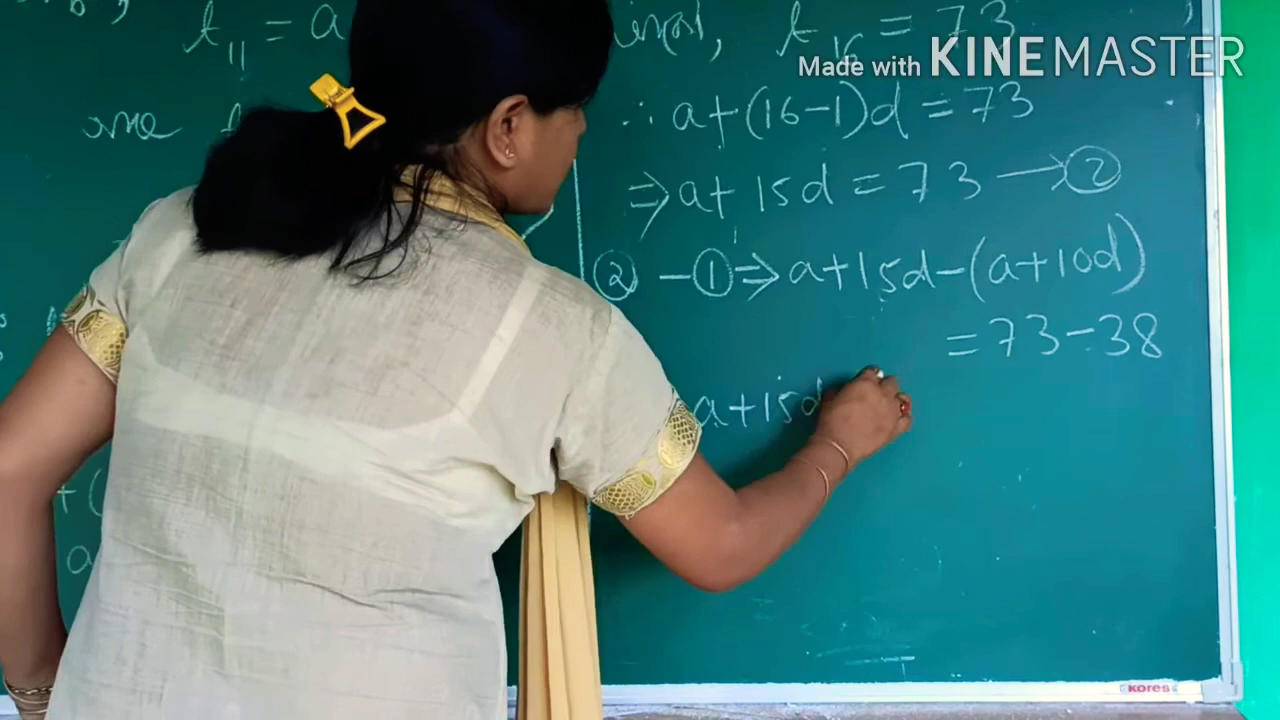 t₁₁ = a
t₁₆ = 73
Made with KINEMASTER
∴ a+(16-1)d = 73
⇒ a+15d = 73 → ②
② - ① ⇒ a+15d-(a+10d)
= 73-38
a+15d
+(
a
KORES